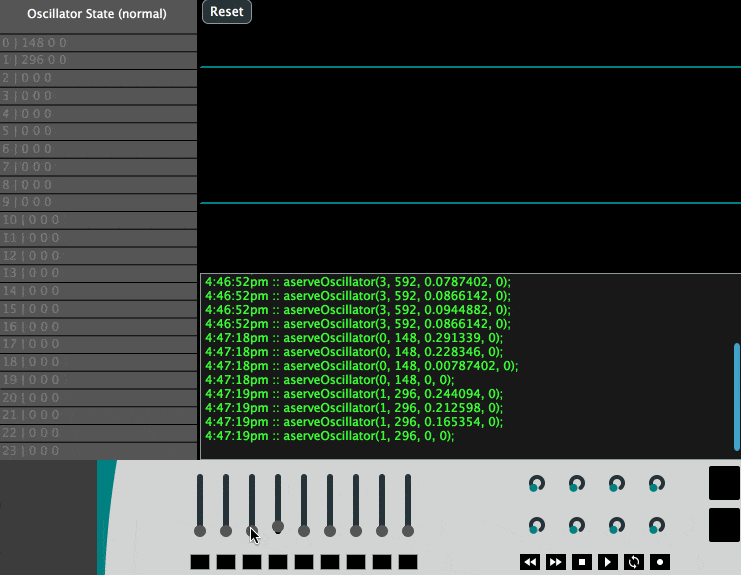 Oscillator State (normal)
Reset
0 | 148 0 0
1 | 296 0 0
2 | 0 0 0
3 | 0 0 0
4 | 0 0 0
5 | 0 0 0
6 | 0 0 0
7 | 0 0 0
8 | 0 0 0
9 | 0 0 0
10 | 0 0 0
11 | 0 0 0
12 | 0 0 0
13 | 0 0 0
14 | 0 0 0
15 | 0 0 0
16 | 0 0 0
17 | 0 0 0
18 | 0 0 0
19 | 0 0 0
20 | 0 0 0
21 | 0 0 0
22 | 0 0 0
23 | 0 0 0
4:46:52pm :: aserveOscillator(3, 592, 0.0787402, 0);
4:46:52pm :: aserveOscillator(3, 592, 0.0866142, 0);
4:46:52pm :: aserveOscillator(3, 592, 0.0944882, 0);
4:46:52pm :: aserveOscillator(3, 592, 0.0866142, 0);
4:47:18pm :: aserveOscillator(0, 148, 0.291339, 0);
4:47:18pm :: aserveOscillator(0, 148, 0.228346, 0);
4:47:18pm :: aserveOscillator(0, 148, 0.00787402, 0);
4:47:18pm :: aserveOscillator(0, 148, 0, 0);
4:47:19pm :: aserveOscillator(1, 296, 0.244094, 0);
4:47:19pm :: aserveOscillator(1, 296, 0.212598, 0);
4:47:19pm :: aserveOscillator(1, 296, 0.165354, 0);
4:47:19pm :: aserveOscillator(1, 296, 0, 0);